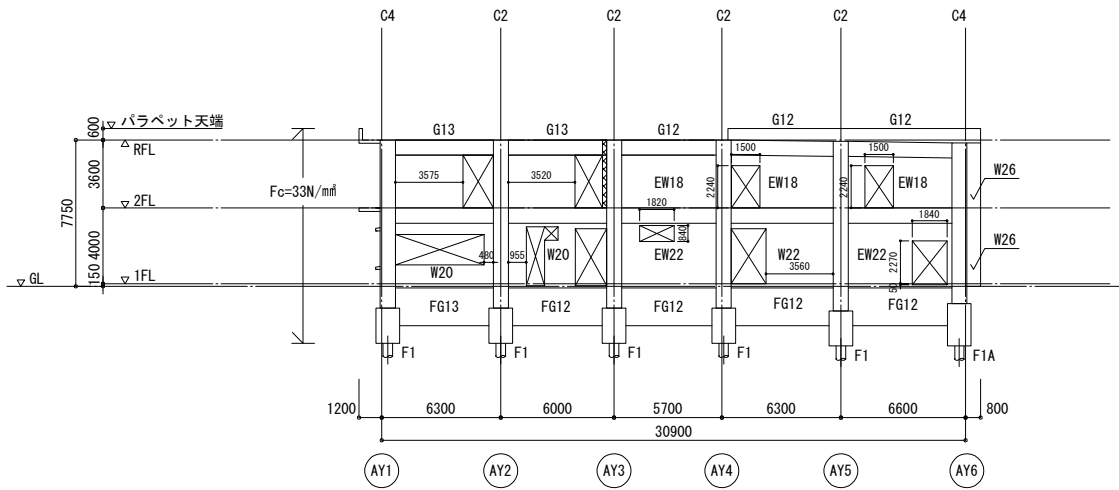 C4 C2 C2 C2 C2 C4
パラペット天端
600
G13 G13 G12 G12 G12
RFL
1500 1500
3600
3575 3520 EW18 2240 EW18 2240 EW18 W26
Fc=33N/m㎡
2FL
1820 1840
7750
4000
480 955 W20 840 W22 EW22 2270 W26
W20 EW22 3560
150
1FL
50
GL
FG13 FG12 FG12 FG12 FG12
F1 F1 F1 F1 F1 F1A
1200 6300 6000 5700 6300 6600 800
30900
AY1 AY2 AY3 AY4 AY5 AY6